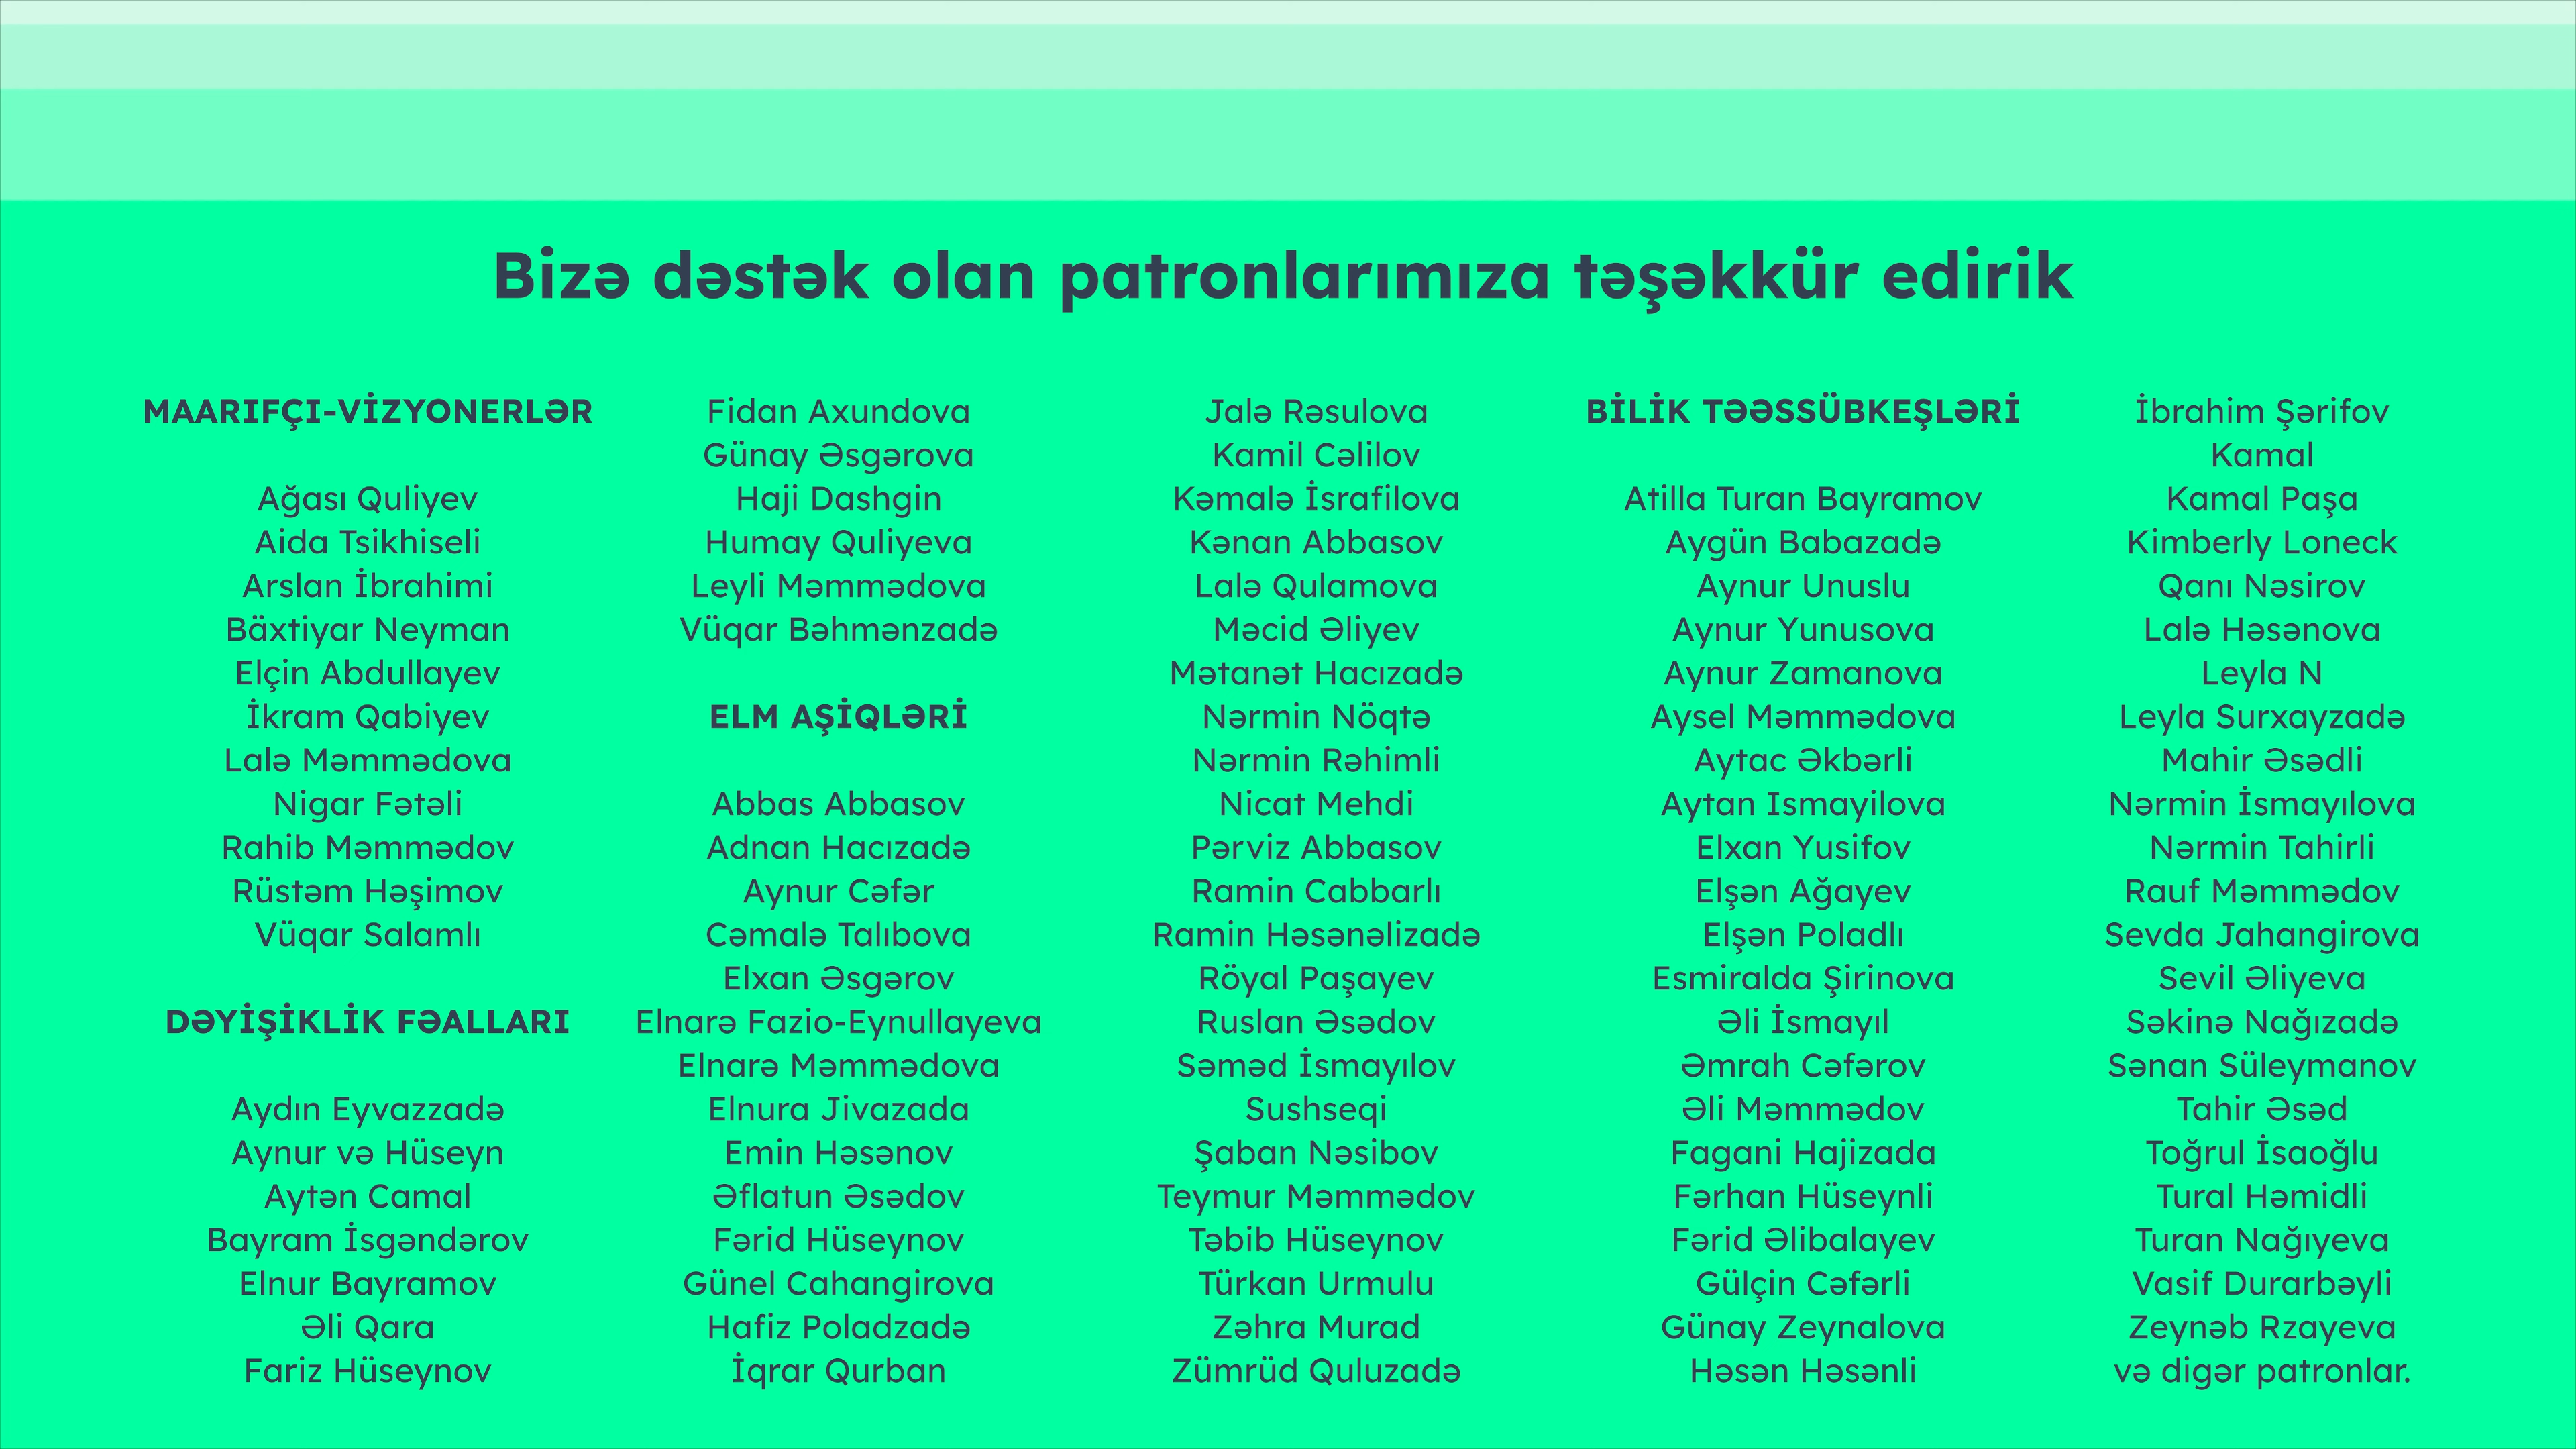 Bizə dəstək olan patronlarımıza təşəkkür edirik
MAARIFÇI-VİZYONERLƏR
Ağası Quliyev
Aida Tsikhiseli
Arslan İbrahimi
Bäxtiyar Neyman
Elçin Abdullayev
İkram Qabiyev
Lalə Məmmədova
Nigar Fətəli
Rahib Məmmədov
Rüstəm Həşimov
Vüqar Salamlı
DƏYİŞİKLİK FƏALLARI
Aydın Eyvazzadə
Aynur və Hüseyn
Aytən Camal
Bayram İsgəndərov
Elnur Bayramov
Əli Qara
Fariz Hüseynov
Fidan Axundova
Günay Əsgərova
Haji Dashgin
Humay Quliyeva
Leyli Məmmədova
Vüqar Bəhmənzadə
ELM AŞİQLƏRİ
Abbas Abbasov
Adnan Hacızadə
Aynur Cəfər
Cəmalə Talıbova
Elxan Əsgərov
Elnarə Fazio-Eynullayeva
Elnarə Məmmədova
Elnura Jivazada
Emin Həsənov
Əflatun Əsədov
Fərid Hüseynov
Günel Cahangirova
Hafiz Poladzadə
İqrar Qurban
Jalə Rəsulova
Kamil Cəlilov
Kəmalə İsrafilova
Kənan Abbasov
Lalə Qulamova
Məcid Əliyev
Mətanət Hacızadə
Nərmin Nöqtə
Nərmin Rəhimli
Nicat Mehdi
Pərviz Abbasov
Ramin Cabbarlı
Ramin Həsənəlizadə
Röyal Paşayev
Ruslan Əsədov
Səməd İsmayılov
Sushseqi
Şaban Nəsibov
Teymur Məmmədov
Təbib Hüseynov
Türkan Urmulu
Zəhra Murad
Zümrüd Quluzadə
BİLİK TƏƏSSÜBKEŞLƏRİ
Atilla Turan Bayramov
Aygün Babazadə
Aynur Unuslu
Aynur Yunusova
Aynur Zamanova
Aysel Məmmədova
Aytac Əkbərli
Aytan Ismayilova
Elxan Yusifov
Elşən Ağayev
Elşən Poladlı
Esmiralda Şirinova
Əli İsmayıl
Əmrah Cəfərov
Əli Məmmədov
Fagani Hajizada
Fərhan Hüseynli
Fərid Əlibalayev
Gülçin Cəfərli
Günay Zeynalova
Həsən Həsənli
İbrahim Şərifov
Kamal
Kamal Paşa
Kimberly Loneck
Qanı Nəsirov
Lalə Həsənova
Leyla N
Leyla Surxayzadə
Mahir Əsədli
Nərmin İsmayılova
Nərmin Tahirli
Rauf Məmmədov
Sevda Jahangirova
Sevil Əliyeva
Səkinə Nağızadə
Sənan Süleymanov
Tahir Əsəd
Toğrul İsaoğlu
Tural Həmidli
Turan Nağıyeva
Vasif Durarbəyli
Zeynəb Rzayeva
və digər patronlar.